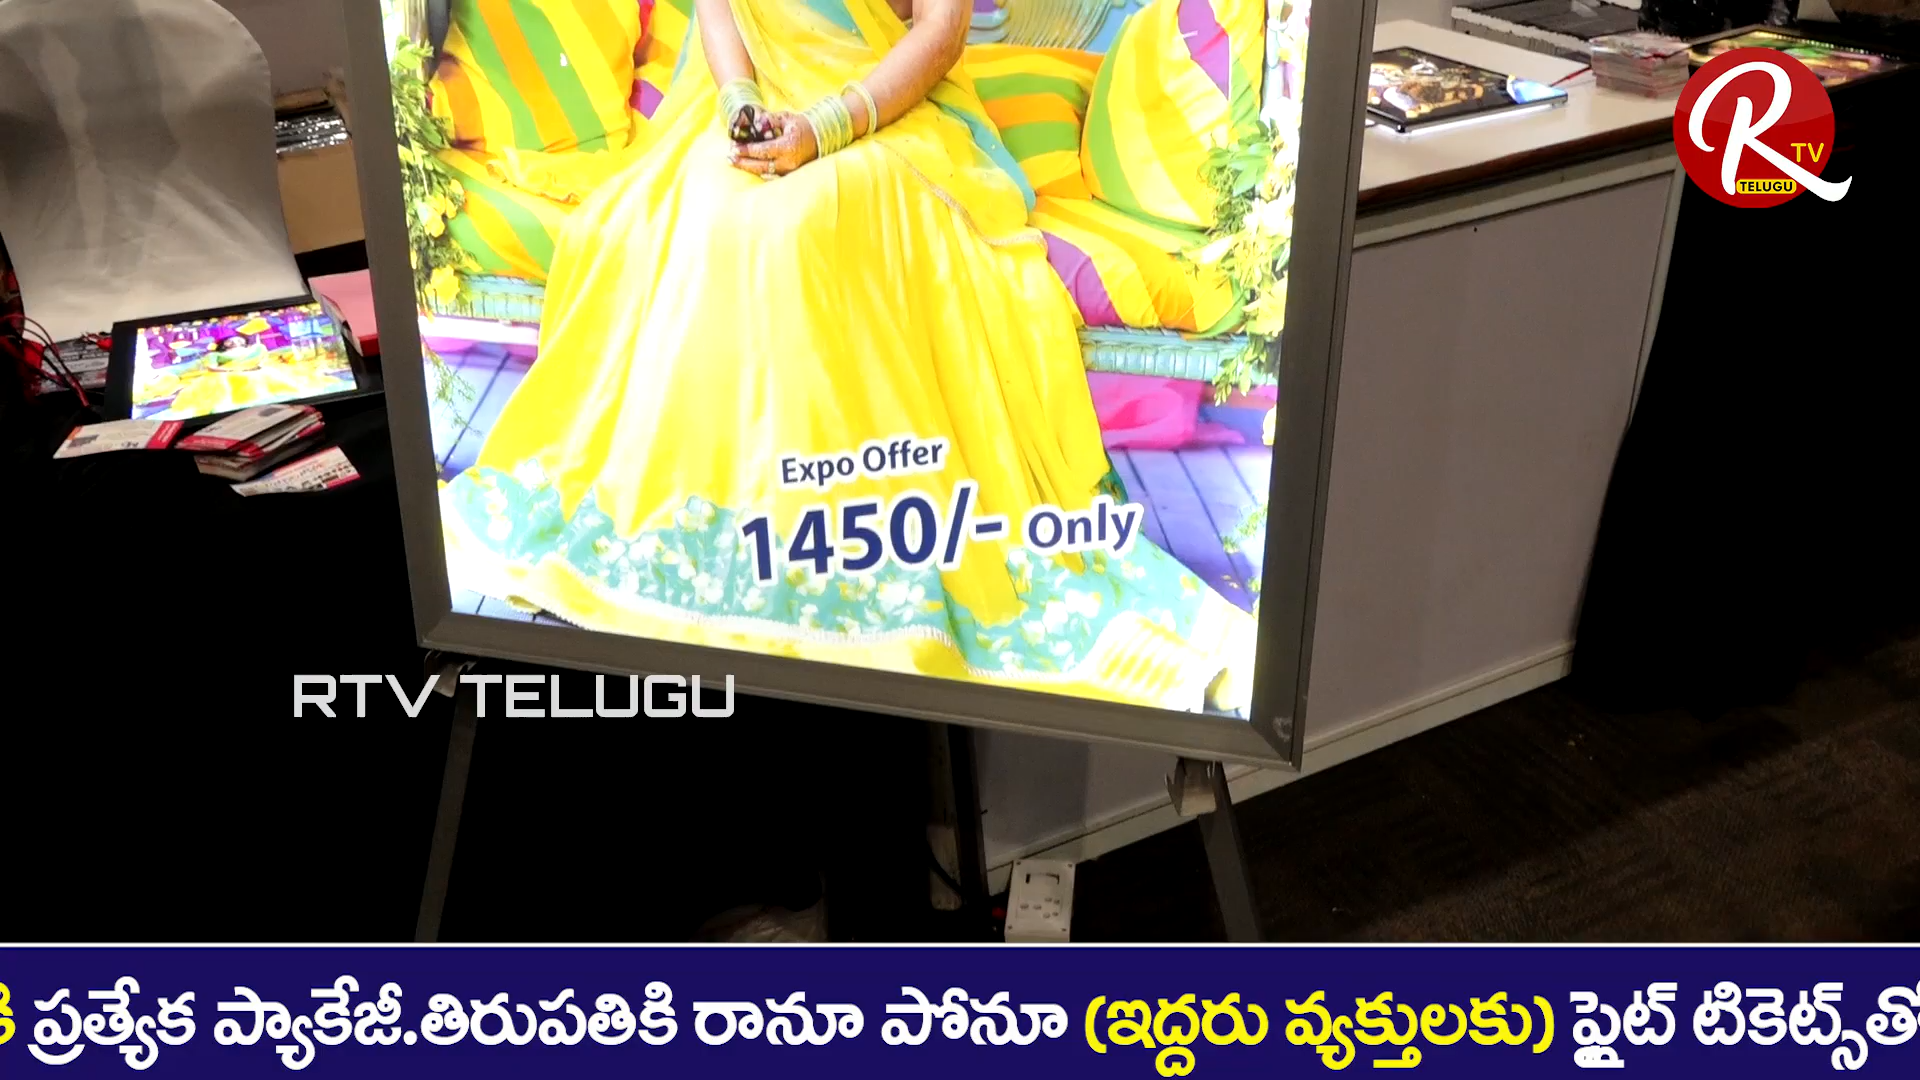 R
TV
TELUGU
Expo Offer
1450/- Only
RTV TELUGU
కి ప్రత్యేక ప్యాకేజీ.తిరుపతికి రానూ పోనూ (ఇద్దరు వ్యక్తులకు) ఫ్లైట్ టికెట్స్‌తో